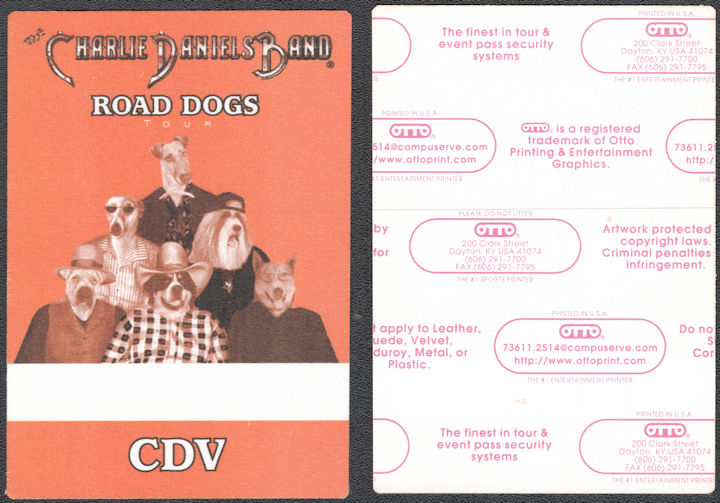 THE CHARLIE DANIELS BAND ®
ROAD DOGS
TOUR
CDV
PRINTED IN U.S.A.
The finest in tour &
event pass security
systems
OTTO
200 Clark Street
Dayton, KY USA 41074
(606) 291-7700
FAX (606) 291-7795
THE #1 ENTERTAINMENT PRINTER
PRINTED IN U.S.A.
OTTO
514@compuserve.com
/www.ottoprint.com
#1 ENTERTAINMENT PRINTER
OTTO. is a registered
trademark of Otto
Printing & Entertainment
Graphics.
73611.25
http:/
THE #
PLEASE DO NOT LITTER
by
for
OTTO
200 Clark Street
Dayton, KY USA 41074
(606) 291-7700
FAX (606) 291-7795
THE #1 SPORTS PRINTER
Artwork protected
copyright laws.
Criminal penalties
infringement.
PRINTED IN U.S.A.
t apply to Leather,
uede, Velvet,
duroy, Metal, or
Plastic.
OTTO
73611.2514@compuserve.com
http://www.ottoprint.com
THE #1 ENTERTAINMENT PRINTER
Do no
S
Cor
PRINTED IN U.S.A.
The finest in tour &
event pass security
systems
OTTO
200 Clark Street
Dayton, KY USA 41074
(606) 291-7700
FAX (606) 291-7795
THE #1 ENTERTAINMENT PRINTER